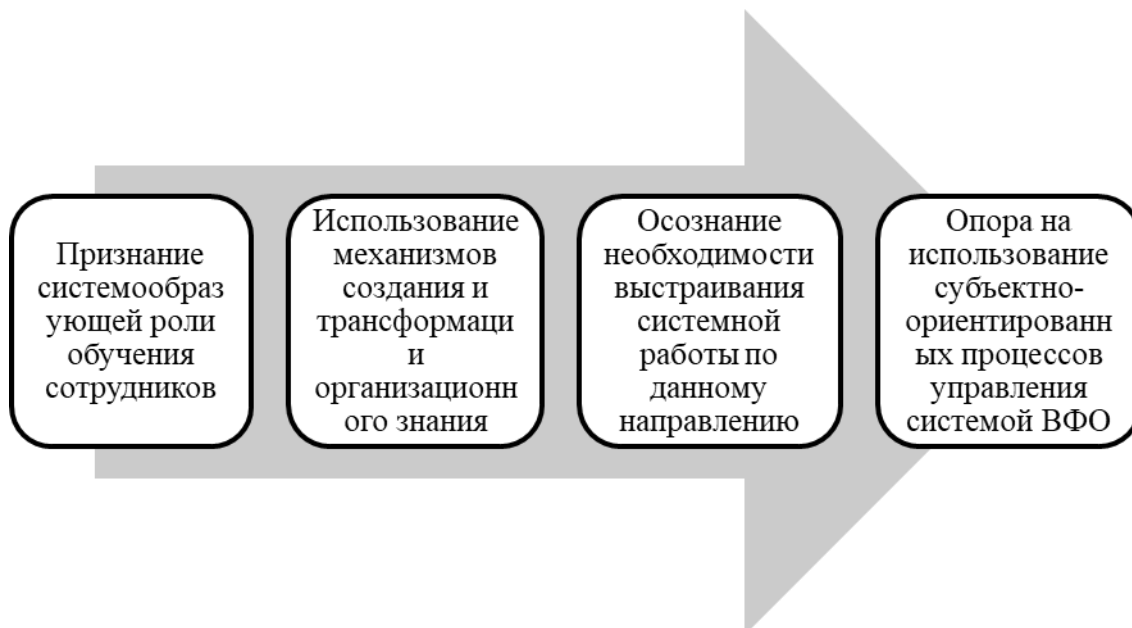 Признание
системообраз
ующей роли
обучения
сотрудников
Использование
механизмов
создания и
трансформаци
и
организационн
ого знания
Осознание
необходимости
выстраивания
системной
работы по
данному
направлению
Опора на
использование
субъектно-
ориентированн
ых процессов
управления
системой ВФО